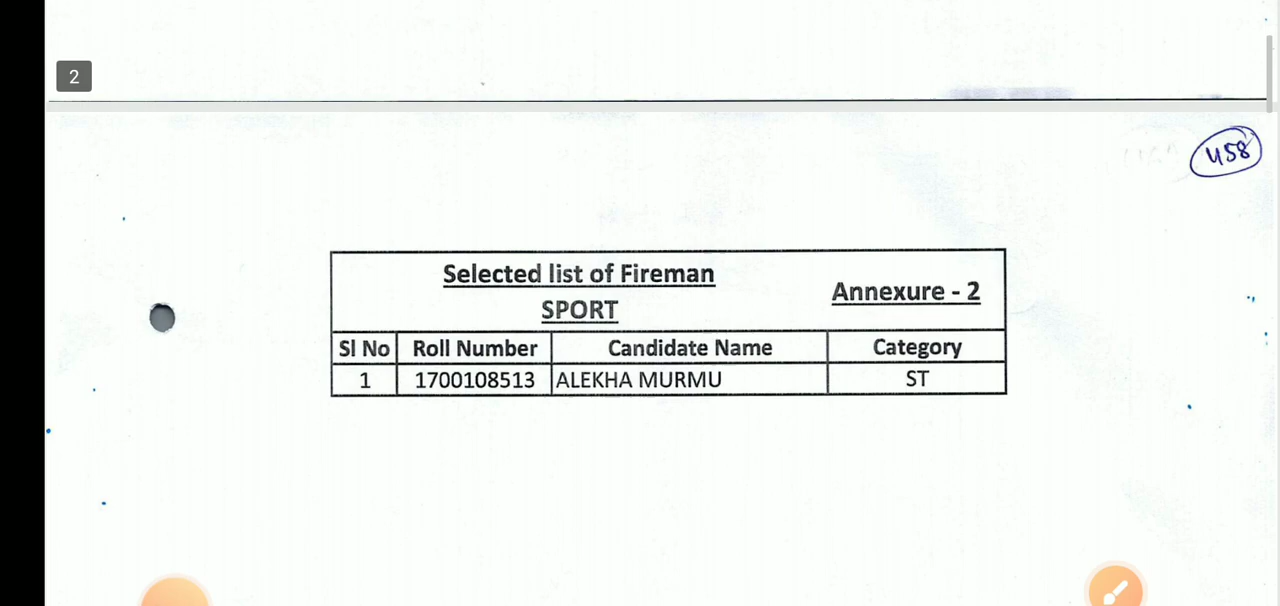 2
458
Selected list of Fireman
SPORT
Annexure - 2
Sl No Roll Number Candidate Name Category
1 1700108513 ALEKHA MURMU ST